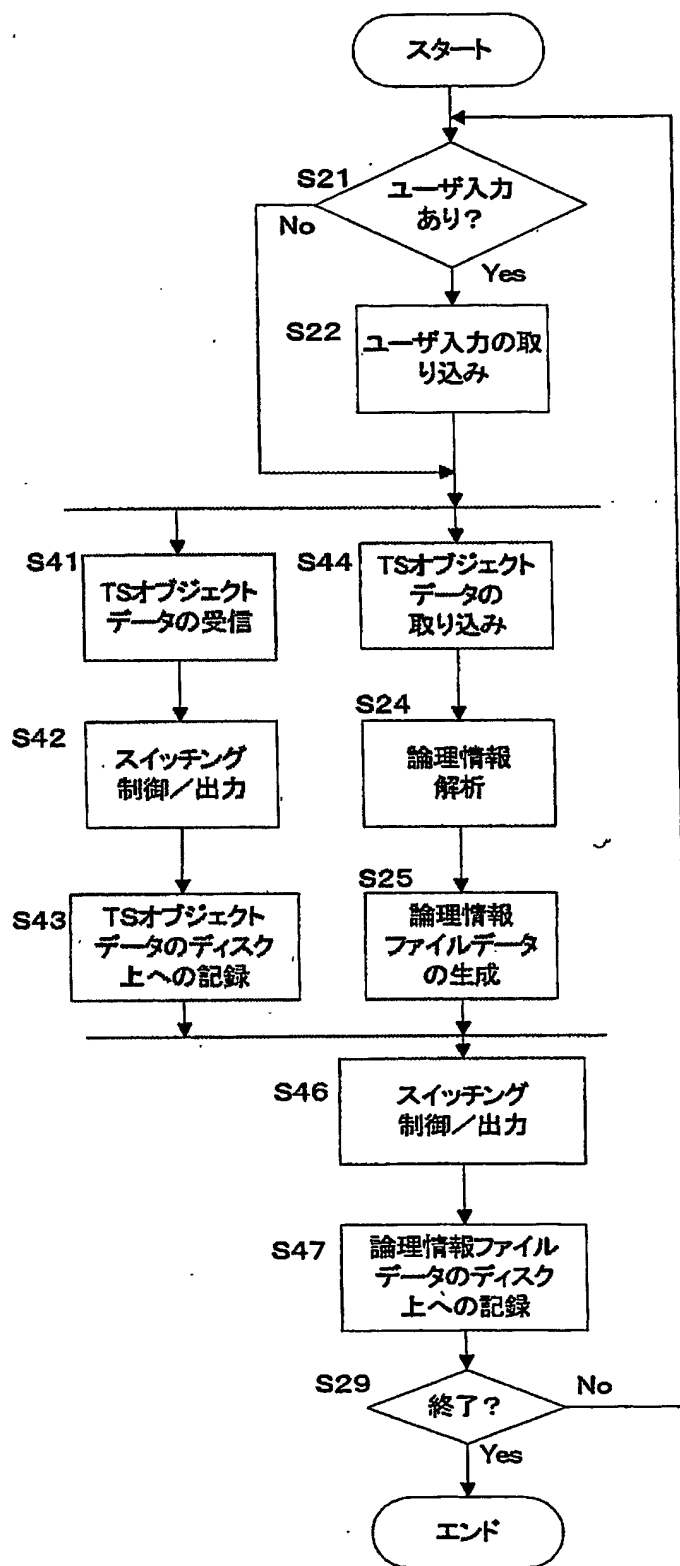 スタート
S21
ユーザ入力
あり?
No
Yes
S22
ユーザ入力の取
り込み
S41
TSオブジェクト
データの受信
S44
TSオブジェクト
データの
取り込み
S42
スイッチング
制御/出力
S24
論理情報
解析
S43
TSオブジェクト
データのディスク
上への記録
S25
論理情報
ファイルデータ
の生成
S46
スイッチング
制御/出力
S47
論理情報ファイル
データのディスク
上への記録
S29
終了?
No
Yes
エンド